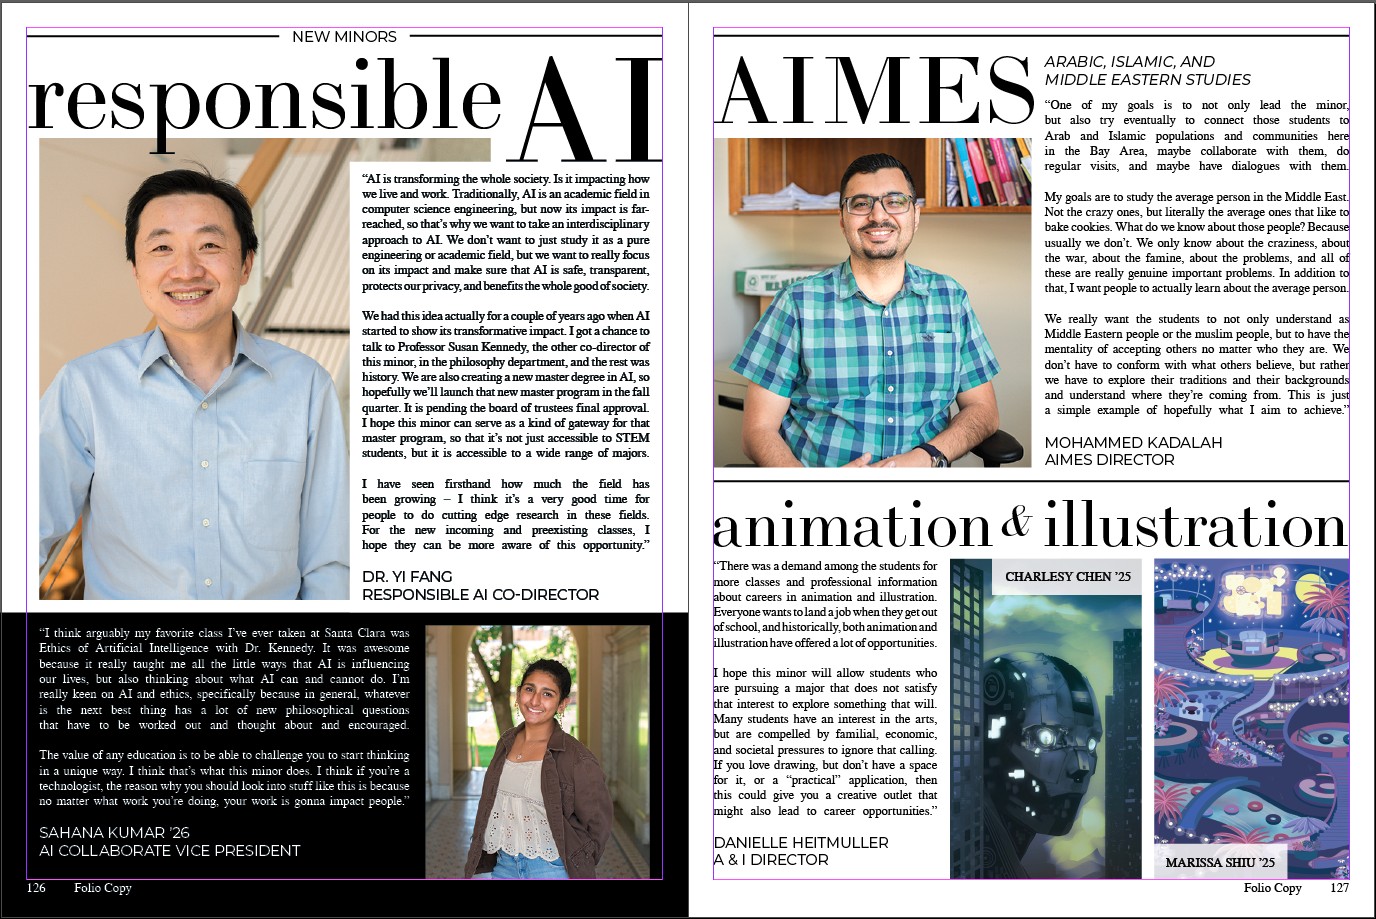 NEW MINORS
responsible AI
“AI is transforming the whole society. Is it impacting how
we live and work. Traditionally, AI is an academic field in
computer science engineering, but now its impact is far-
reached, so that’s why we want to take an interdisciplinary
approach to AI. We don’t want to just study it as a pure
engineering or academic field, but we want to really focus
on its impact and make sure that AI is safe, transparent,
protects our privacy, and benefits the whole good of society.
We had this idea actually for a couple of years ago when AI
started to show its transformative impact. I got a chance to
talk to Professor Susan Kennedy, the other co-director of
this minor, in the philosophy department, and the rest was
history. We are also creating a new master degree in AI, so
hopefully we’ll launch that new master program in the fall
quarter. It is pending the board of trustees final approval.
I hope this minor can serve as a kind of gateway for that
master program, so that it’s not just accessible to STEM
students, but it is accessible to a wide range of majors.
I have seen firsthand how much the field has
been growing – I think it’s a very good time for
people to do cutting edge research in these fields.
For the new incoming and preexisting classes, I
hope they can be more aware of this opportunity.”
DR. YI FANG
RESPONSIBLE AI CO-DIRECTOR
“I think arguably my favorite class I’ve ever taken at Santa Clara was
Ethics of Artificial Intelligence with Dr. Kennedy. It was awesome
because it really taught me all the little ways that AI is influencing
our lives, but also thinking about what AI can and cannot do. I’m
really keen on AI and ethics, specifically because in general, whatever
is the next best thing has a lot of new philosophical questions
that have to be worked out and thought about and encouraged.
The value of any education is to be able to challenge you to start thinking
in a unique way. I think that’s what this minor does. I think if you’re a
technologist, the reason why you should look into stuff like this is because
no matter what work you’re doing, your work is gonna impact people.”
SAHANA KUMAR ’26
AI COLLABORATE VICE PRESIDENT
126 Folio Copy
AIMES
ARABIC, ISLAMIC, AND
MIDDLE EASTERN STUDIES
“One of my goals is to not only lead the minor,
but also try eventually to connect those students to
Arab and Islamic populations and communities here
in the Bay Area, maybe collaborate with them, do
regular visits, and maybe have dialogues with them.
My goals are to study the average person in the Middle East.
Not the crazy ones, but literally the average ones that like to
bake cookies. What do we know about those people? Because
usually we don’t. We only know about the craziness, about
the war, about the famine, about the problems, and all of
these are really genuine important problems. In addition to
that, I want people to actually learn about the average person.
We really want the students to not only understand as
Middle Eastern people or the muslim people, but to have the
mentality of accepting others no matter who they are. We
don’t have to conform with what others believe, but rather
we have to explore their traditions and their backgrounds
and understand where they’re coming from. This is just
a simple example of hopefully what I aim to achieve.”
MOHAMMED KADALAH
AIMES DIRECTOR
animation & illustration
“There was a demand among the students for
more classes and professional information
about careers in animation and illustration.
Everyone wants to land a job when they get out
of school, and historically, both animation and
illustration have offered a lot of opportunities.
I hope this minor will allow students who
are pursuing a major that does not satisfy
that interest to explore something that will.
Many students have an interest in the arts,
but are compelled by familial, economic,
and societal pressures to ignore that calling.
If you love drawing, but don’t have a space
for it, or a “practical” application, then
this could give you a creative outlet that
might also lead to career opportunities.”
DANIELLE HEITMULLER
A & I DIRECTOR
CHARLESY CHEN ’25
MARISSA SHIU ’25
Folio Copy 127